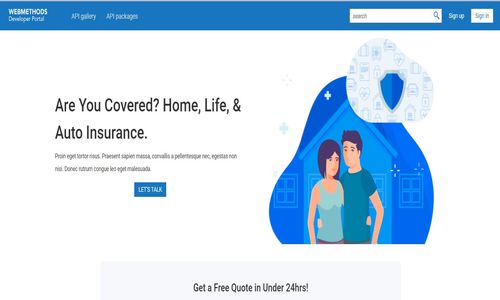 WEBMETHODS
Developer Portal
API gallery
API packages
search
Sign up
Sign in
Are You Covered? Home, Life, &
Auto Insurance.
Proin eget tortor risus. Praesent sapien massa, convallis a pellentesque nec, egestas non
nisi. Donec rutrum congue leo eget malesuada.
LET'S TALK
Get a Free Quote in Under 24hrs!